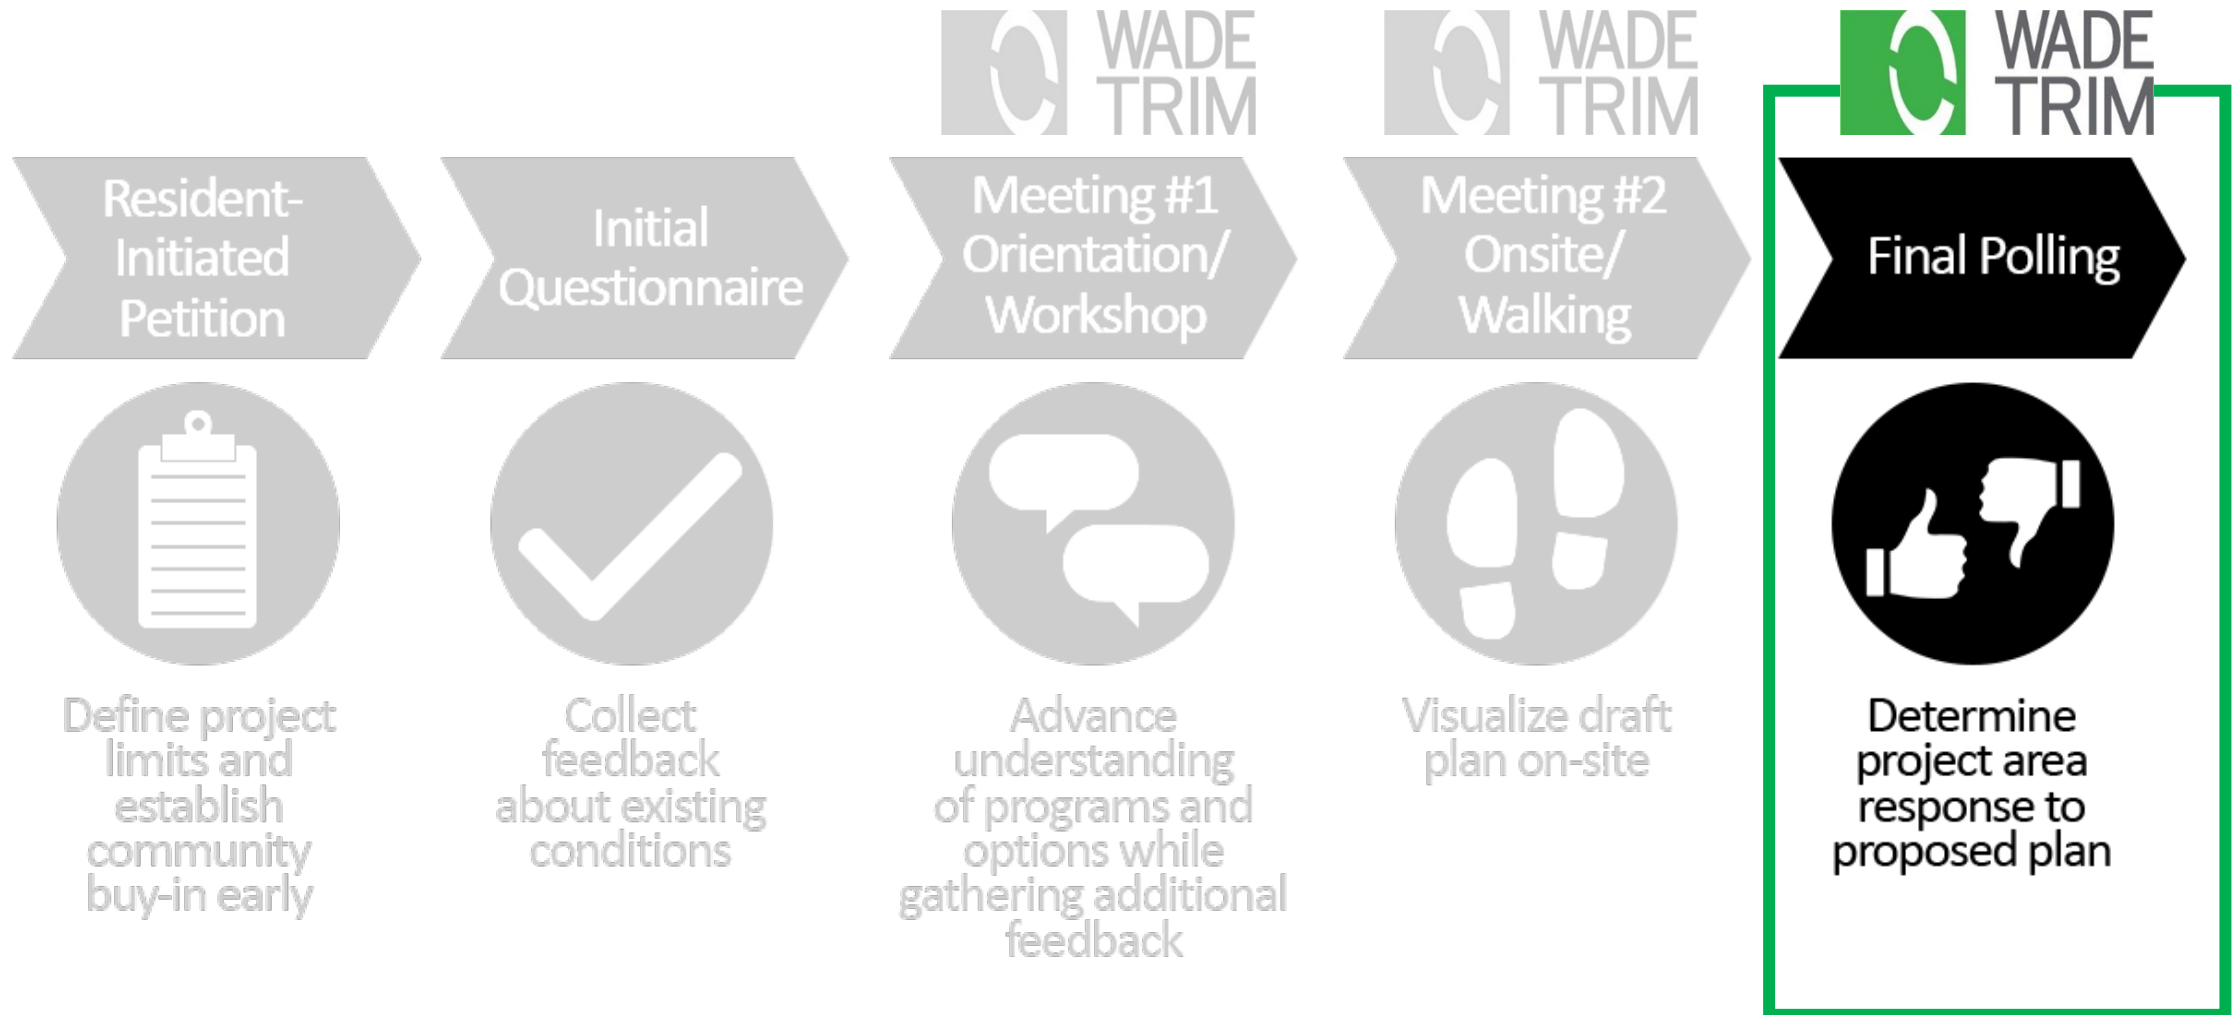 WADE
TRIM
WADE
TRIM
WADE
TRIM
Resident-
Initiated
Petition
Initial
Questionnaire
Meeting #1
Orientation/
Workshop
Meeting #2
Onsite/
Walking
Final Polling
Define project
limits and
establish
community
buy-in early
Collect
feedback
about existing
conditions
Advance
understanding
of programs and
options while
gathering additional
feedback
Visualize draft
plan on-site
Determine
project area
response to
proposed plan